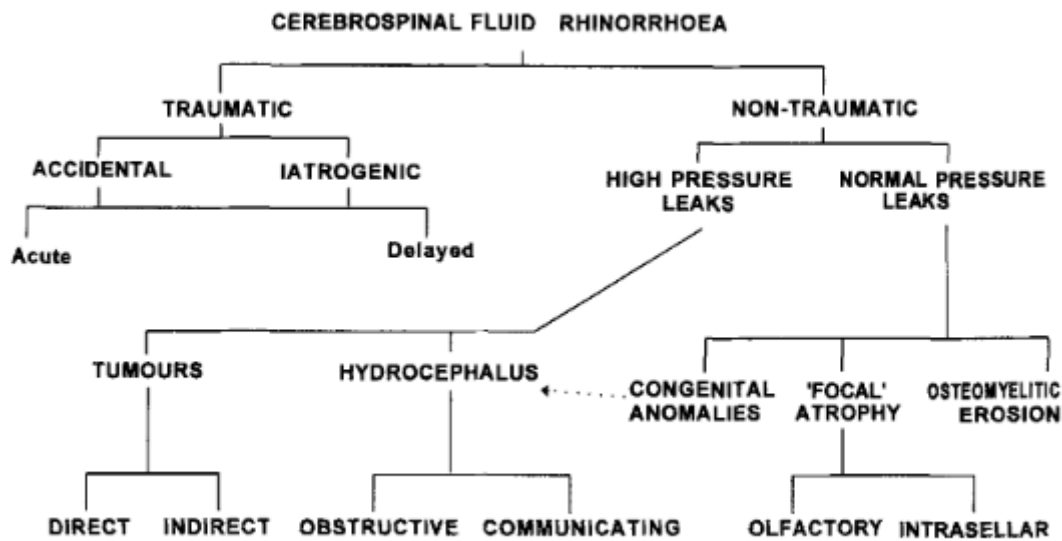 CEREBROSPINAL FLUID RHINORRHOEA
TRAUMATIC
NON-TRAUMATIC
ACCIDENTAL
IATROGENIC
HIGH PRESSURE
LEAKS
NORMAL PRESSURE
LEAKS
Acute
Delayed
TUMOURS
HYDROCEPHALUS
CONGENITAL
ANOMALIES
'FOCAL'
ATROPHY
OSTEOMYELITIC
EROSION
DIRECT
INDIRECT
OBSTRUCTIVE
COMMUNICATING
OLFACTORY
INTRASELLAR